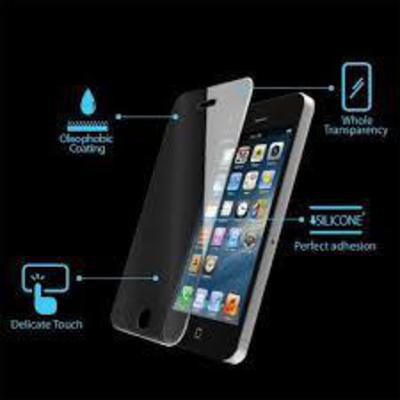 Oleophobic
Coating
Whole
Transparency
SILICONE
Perfect adhesion
Delicate Touch